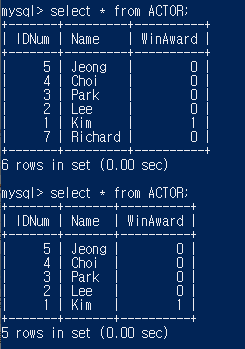 mysql> select * from ACTOR;
+-------+---------+----------+
| IDNum | Name | WinAward |
+-------+---------+----------+
| 5 | Jeong | 0 |
| 4 | Choi | 0 |
| 3 | Park | 0 |
| 2 | Lee | 0 |
| 1 | Kim | 1 |
| 7 | Richard | 0 |
+-------+---------+----------+
6 rows in set (0.00 sec)
mysql> select * from ACTOR;
+-------+-------+----------+
| IDNum | Name | WinAward |
+-------+-------+----------+
| 5 | Jeong | 0 |
| 4 | Choi | 0 |
| 3 | Park | 0 |
| 2 | Lee | 0 |
| 1 | Kim | 1 |
+-------+-------+----------+
5 rows in set (0.00 sec)